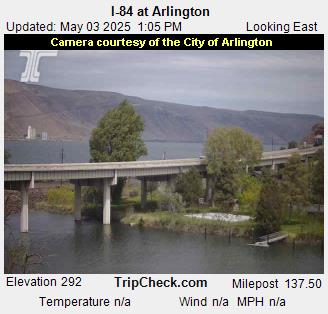 I-84 at Arlington
Updated: May 03 2025 1:05 PM Looking East
Camera courtesy of the City of Arlington
Elevation 292 TripCheck.com Milepost 137.50
Temperature n/a Wind n/a MPH n/a